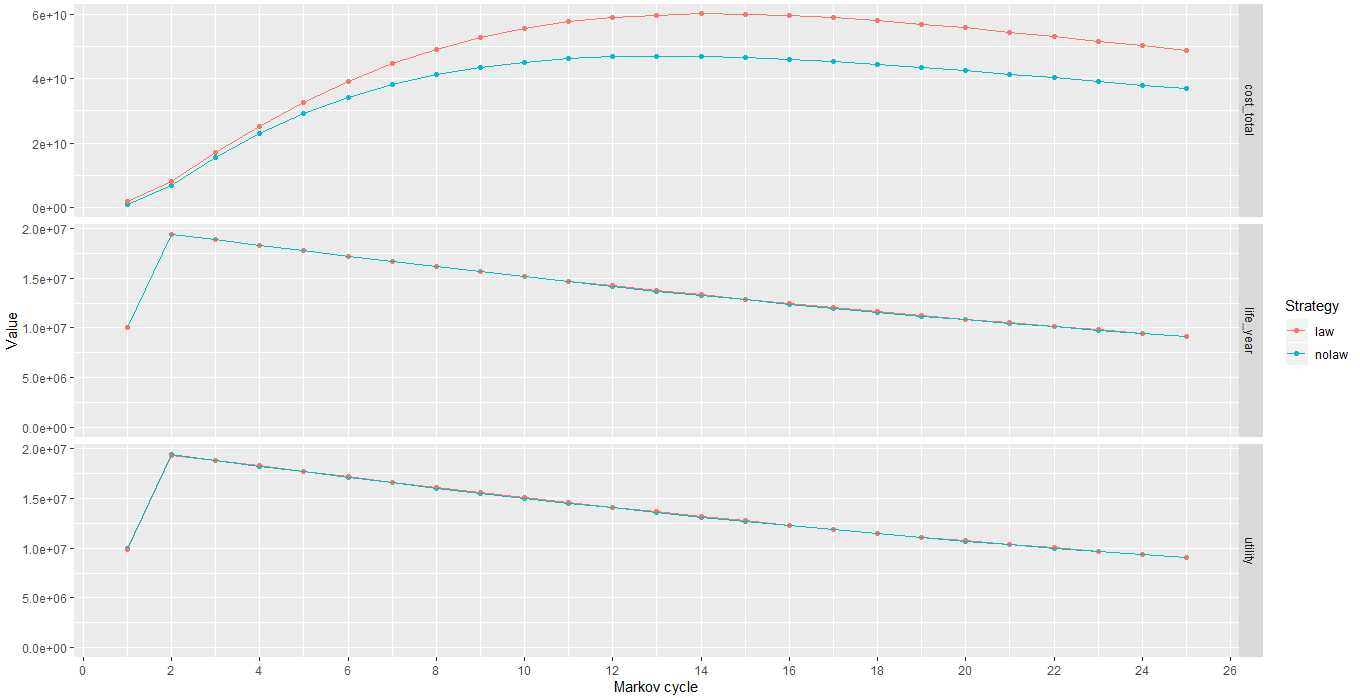 6e+10
4e+10
2e+10
0e+00
cost_total
2.0e+07
1.5e+07
1.0e+07
5.0e+06
0.0e+00
life_year
2.0e+07
1.5e+07
1.0e+07
5.0e+06
0.0e+00
utility
Value
0 2 4 6 8 10 12 14 16 18 20 22 24 26
Markov cycle
Strategy
law
nolaw